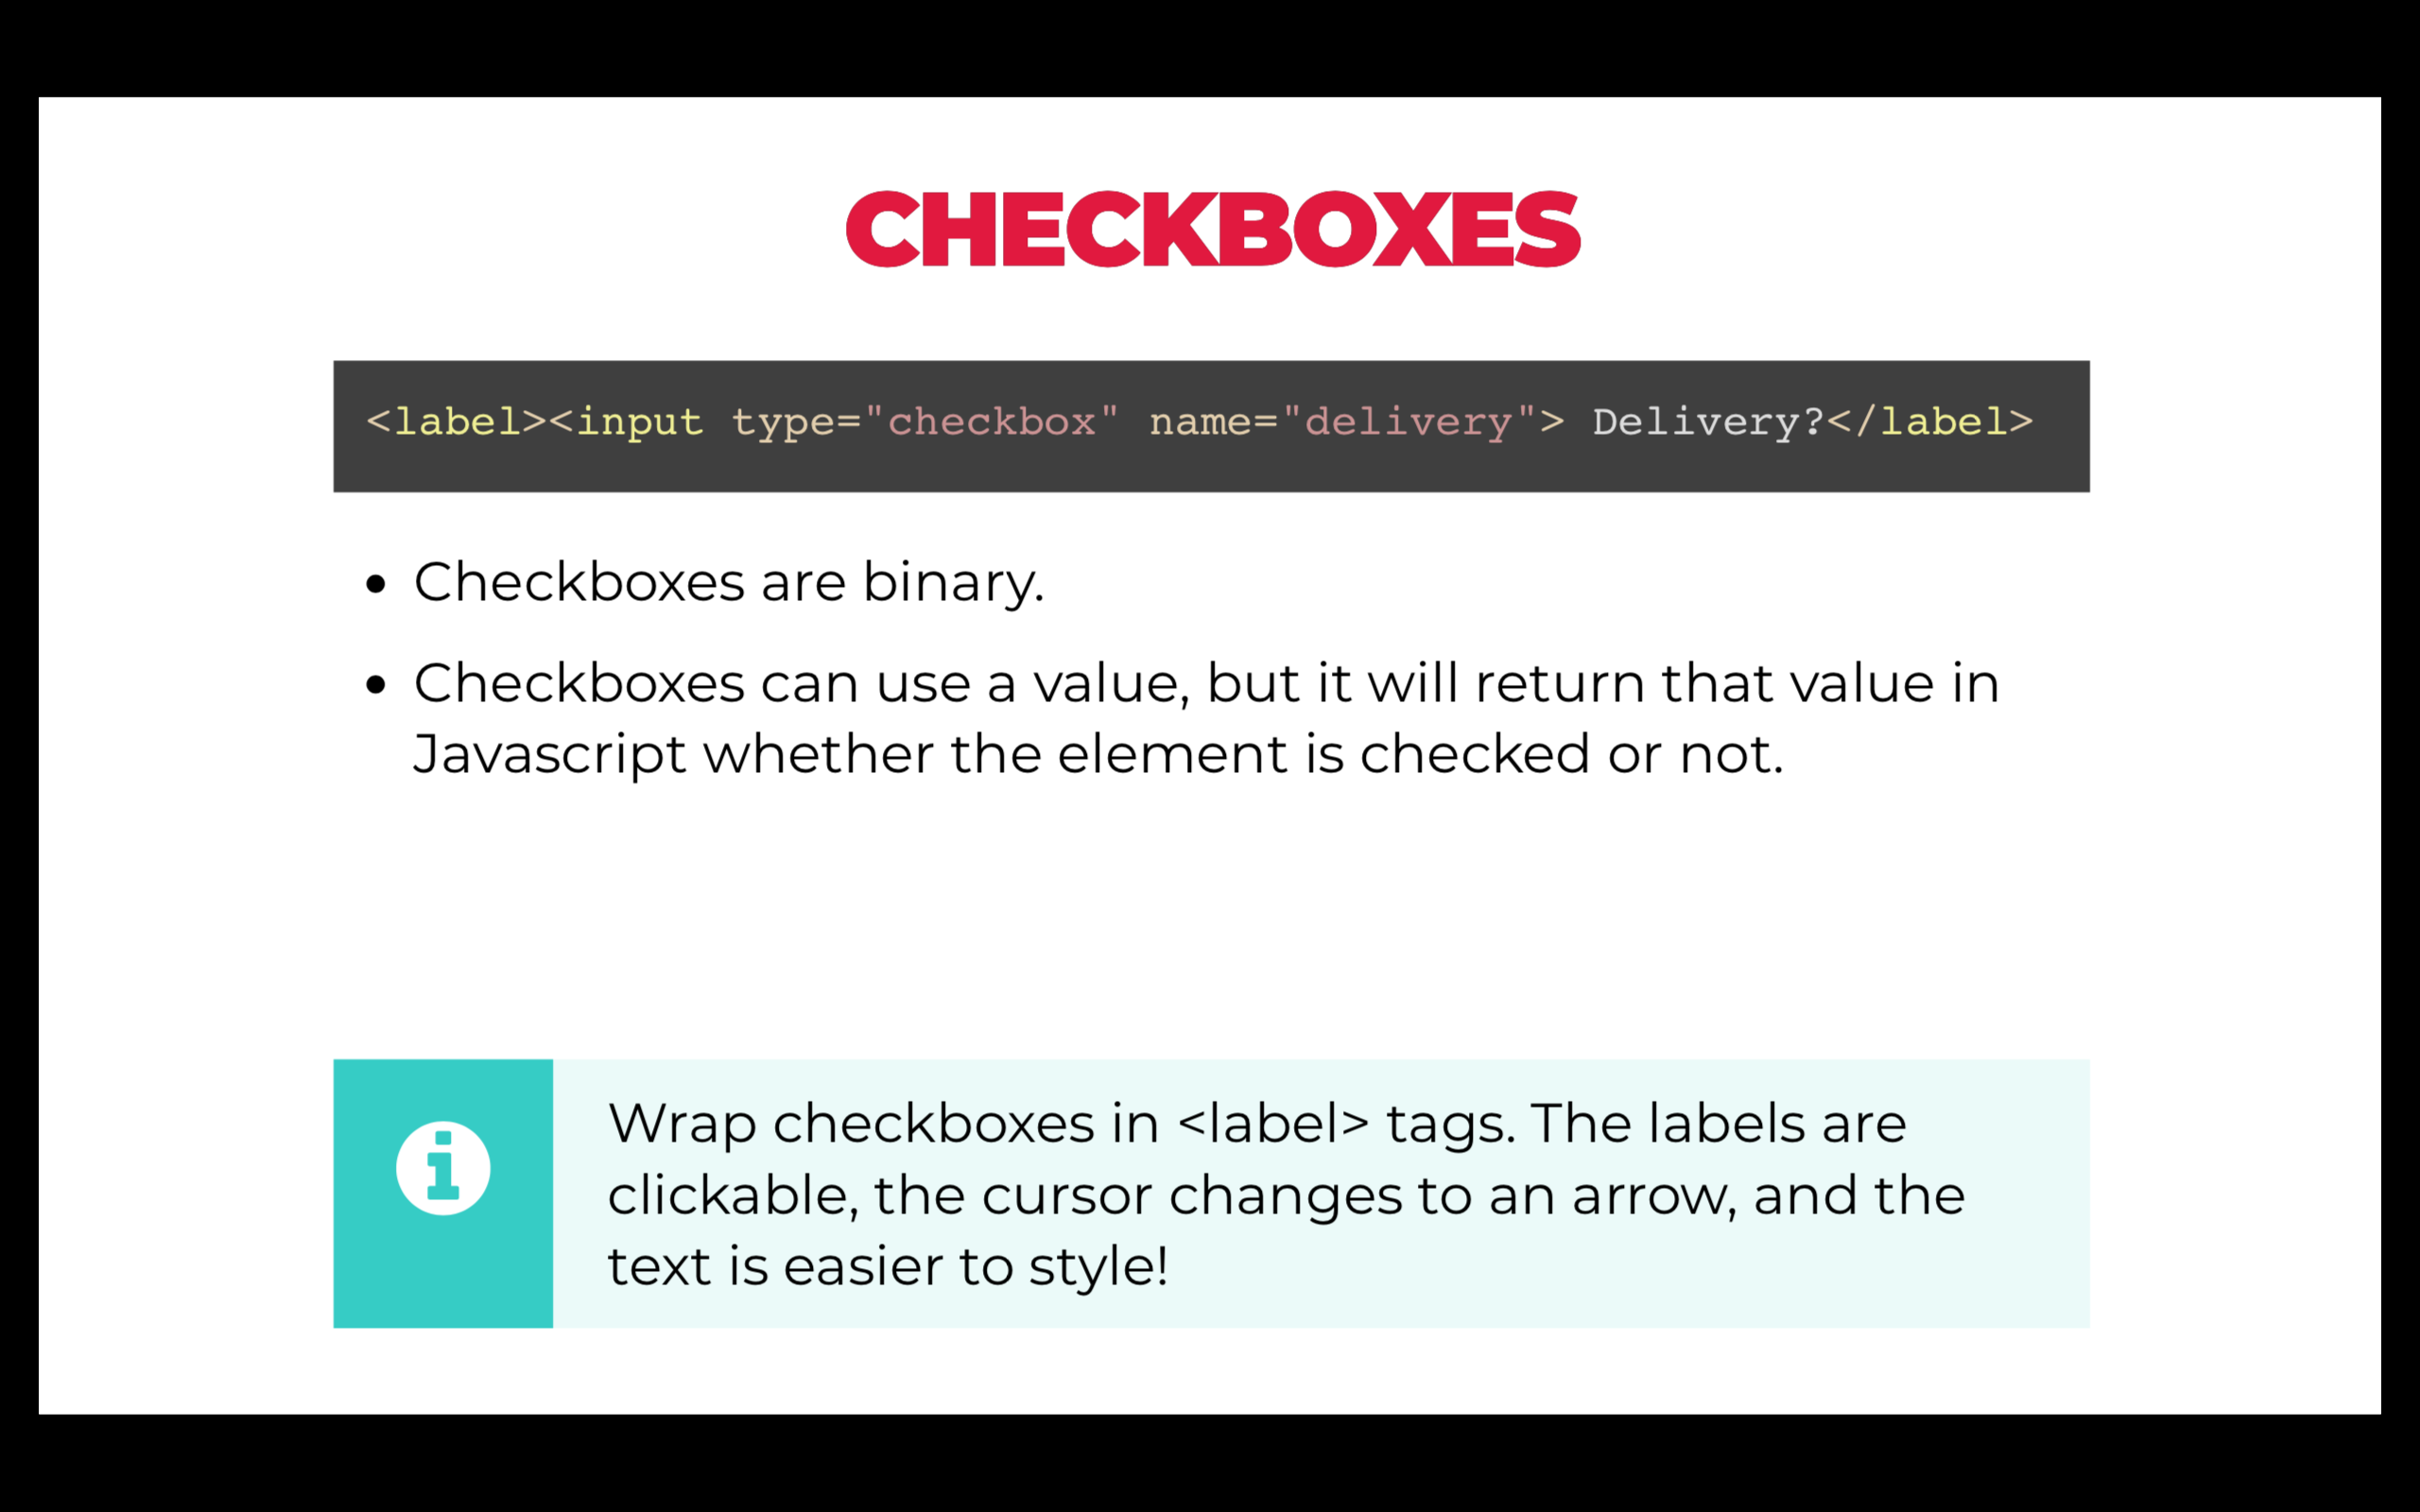 CHECKBOXES
<label><input type="checkbox" name="delivery"> Delivery?</label>
• Checkboxes are binary.
• Checkboxes can use a value, but it will return that value in
Javascript whether the element is checked or not.
Wrap checkboxes in <label> tags. The labels are
clickable, the cursor changes to an arrow, and the
text is easier to style!